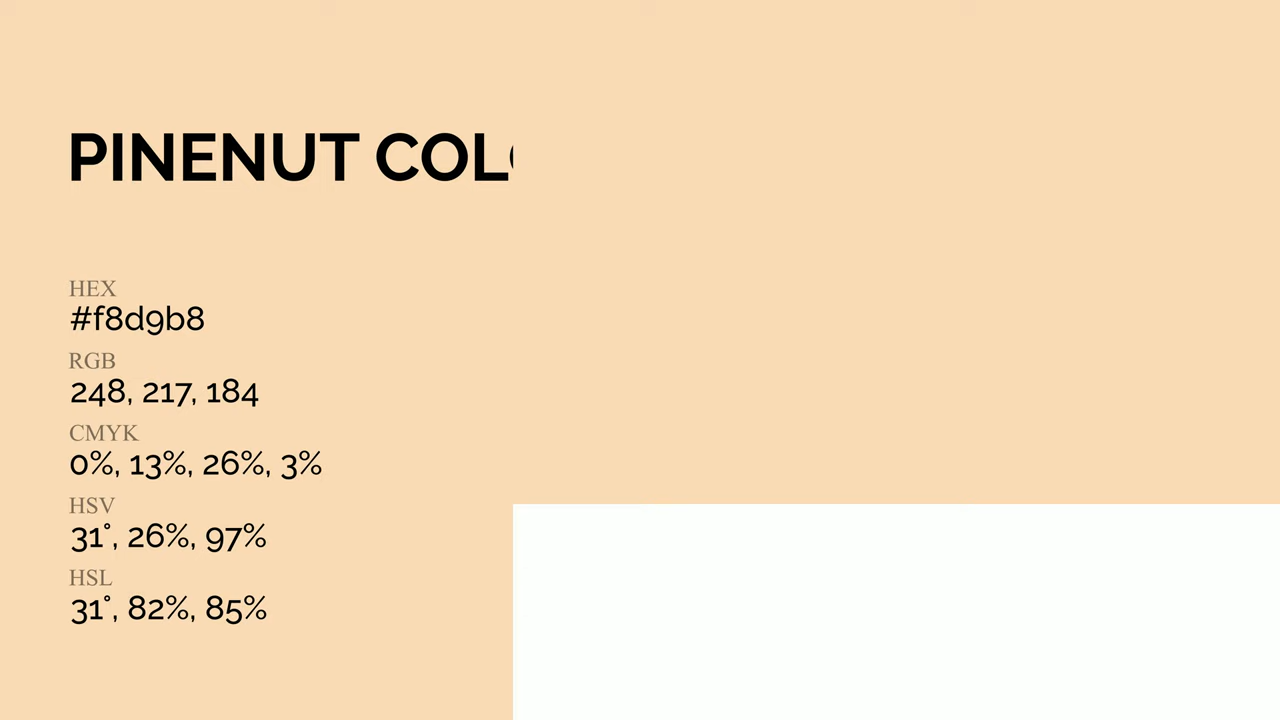 PINENUT COL
HEX
#f8d9b8
RGB
248, 217, 184
CMYK
0%, 13%, 26%, 3%
HSV
31°, 26%, 97%
HSL
31°, 82%, 85%